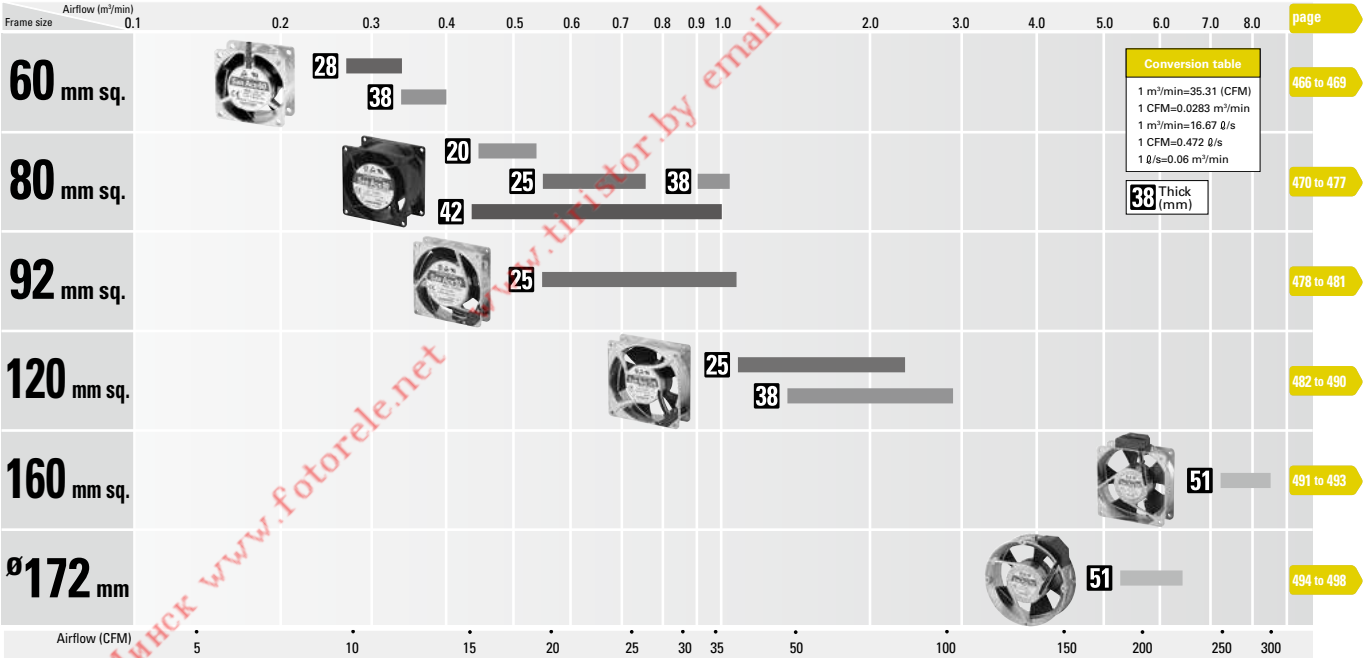 Airflow (m³/min)
Frame size
0.1 0.2 0.3 0.4 0.5 0.6 0.7 0.8 0.9 1.0 2.0 3.0 4.0 5.0 6.0 7.0 8.0
page
60 mm sq.
28
38
466 to 469
Conversion table
1 m³/min=35.31 (CFM)
1 CFM=0.0283 m³/min
1 m³/min=16.67 ℓ/s
1 CFM=0.472 ℓ/s
1 ℓ/s=0.06 m³/min
38 Thick (mm)
80 mm sq.
20
25
38
42
470 to 477
92 mm sq.
25
478 to 481
120 mm sq.
25
38
482 to 490
160 mm sq.
51
491 to 493
ø172 mm
51
494 to 498
Airflow (CFM)
5 10 15 20 25 30 35 50 100 150 200 250 300
Минск www.fotorele.net www.tiristor.by email